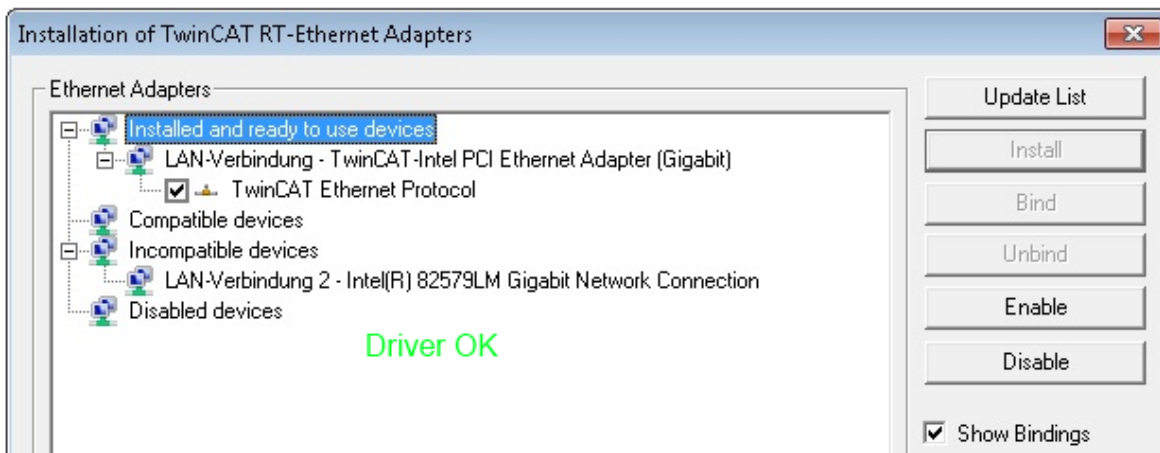 Installation of TwinCAT RT-Ethernet Adapters
Ethernet Adapters
Installed and ready to use devices
LAN-Verbindung - TwinCAT-Intel PCI Ethernet Adapter (Gigabit)
TwinCAT Ethernet Protocol
Compatible devices
Incompatible devices
LAN-Verbindung 2 - Intel(R) 82579LM Gigabit Network Connection
Disabled devices
Driver OK
Update List
Install
Bind
Unbind
Enable
Disable
Show Bindings